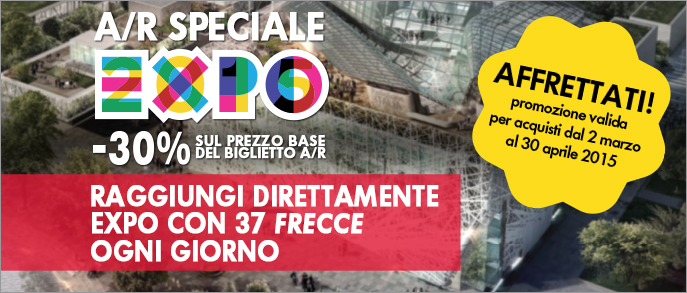 A/R SPECIALE
EXPO 2015
-30% SUL PREZZO BASE
DEL BIGLIETTO A/R
RAGGIUNGI DIRETTAMENTE
EXPO CON 37 FRECCE
OGNI GIORNO
AFFRETTATI!
promozione valida
per acquisti dal 2 marzo
al 30 aprile 2015